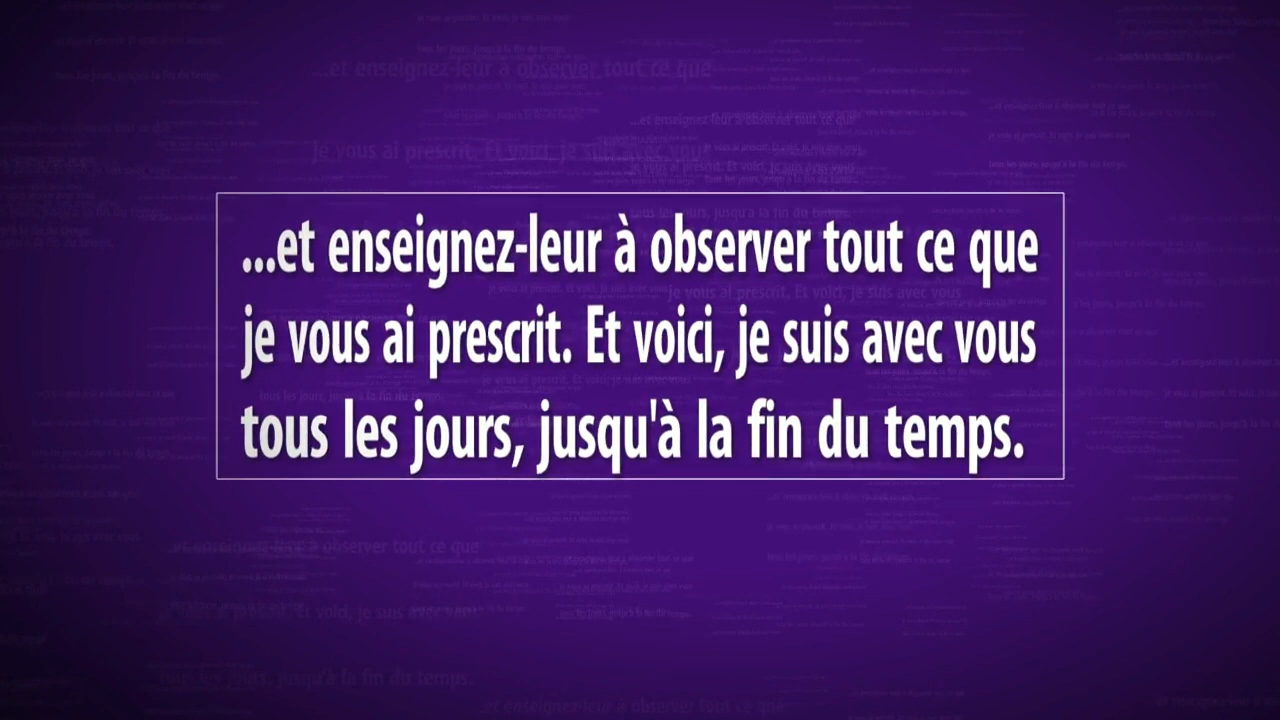 ...et enseignez-leur à observer tout ce que
je vous ai prescrit. Et voici, je suis avec vous
tous les jours, jusqu'à la fin du temps.